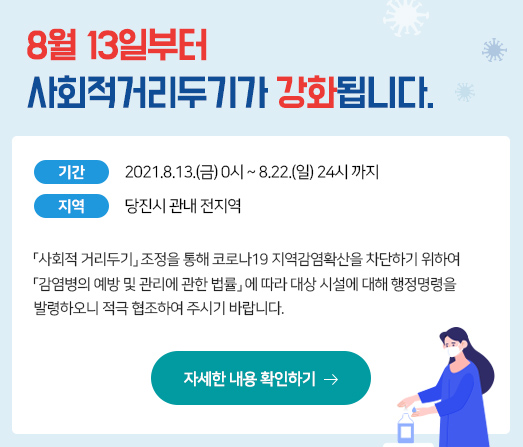 8월 13일부터
사회적거리두기가 강화됩니다.
기간 2021.8.13.(금) 0시 ~ 8.22.(일) 24시 까지
지역 당진시 관내 전지역
「사회적 거리두기」 조정을 통해 코로나19 지역감염확산을 차단하기 위하여
「감염병의 예방 및 관리에 관한 법률」 에 따라 대상 시설에 대해 행정명령을
발령하오니 적극 협조하여 주시기 바랍니다.
자세한 내용 확인하기 →